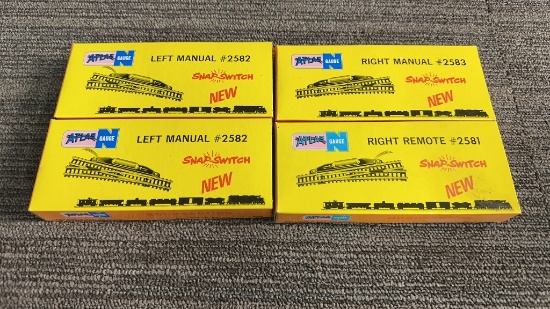 ATLAS N GAUGE
LEFT MANUAL #2582
SNAP SWITCH
NEW
ATLAS N GAUGE
RIGHT MANUAL #2583
SNAP SWITCH
NEW
ATLAS N GAUGE
LEFT MANUAL #2582
SNAP SWITCH
NEW
ATLAS N GAUGE
RIGHT REMOTE #2581
SNAP SWITCH
NEW